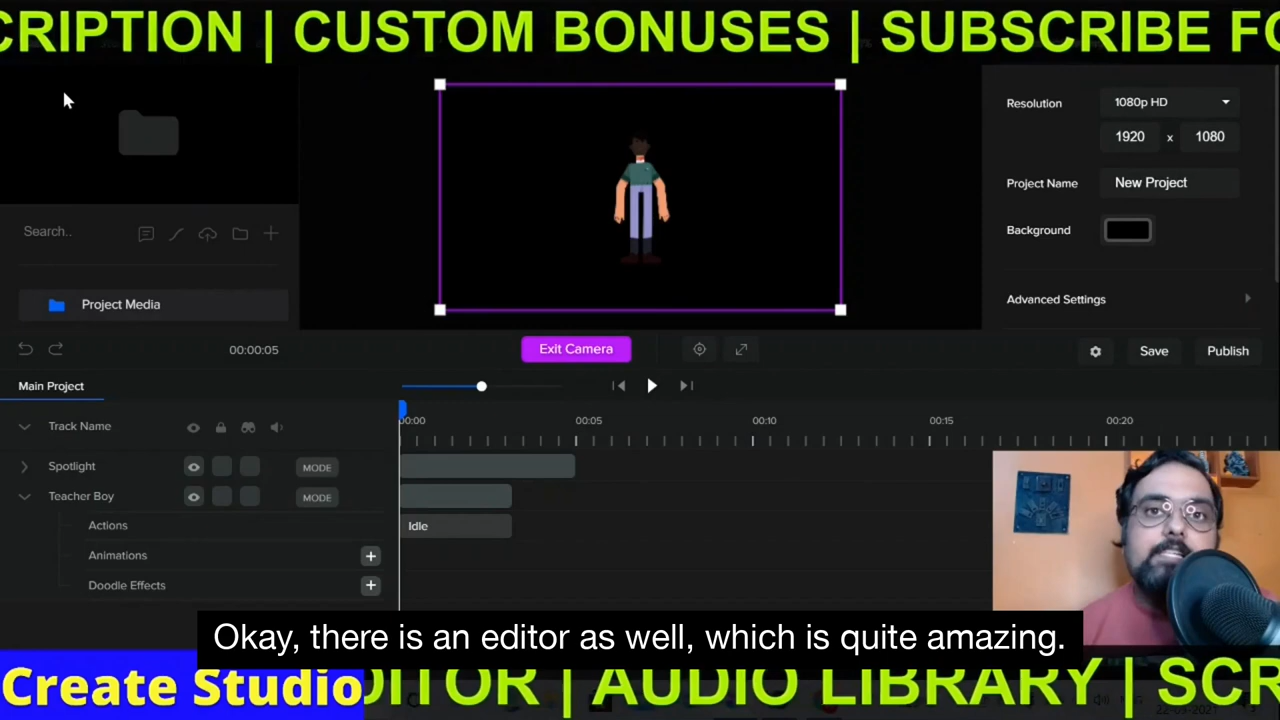 CRIPTION | CUSTOM BONUSES | SUBSCRIBE FO
Resolution
1080p HD
1920 x 1080
Project Name
New Project
Background
Search..
Project Media
Advanced Settings
00:00:05
Exit Camera
Save
Publish
Main Project
Track Name
00:00
00:05
00:10
00:15
00:20
Spotlight
MODE
Teacher Boy
MODE
Actions
Idle
Animations
Doodle Effects
Okay, there is an editor as well, which is quite amazing.
Create Studio
DITOR | AUDIO LIBRARY | SCR